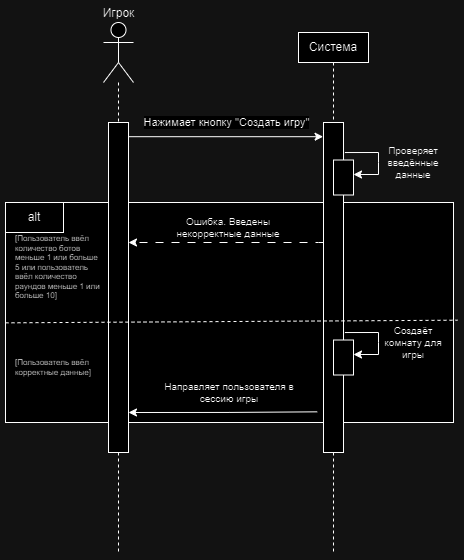 Игрок
Система
Нажимает кнопку "Создать игру"
Проверяет
введённые
данные
alt
Ошибка. Введены
некорректные данные
[Пользователь ввёл
количество ботов
меньше 1 или больше
5 или пользователь
ввёл количество
раундов меньше 1 или
больше 10]
Создаёт
комнату для
игры
[Пользователь ввёл
корректные данные]
Направляет пользователя в
сессию игры